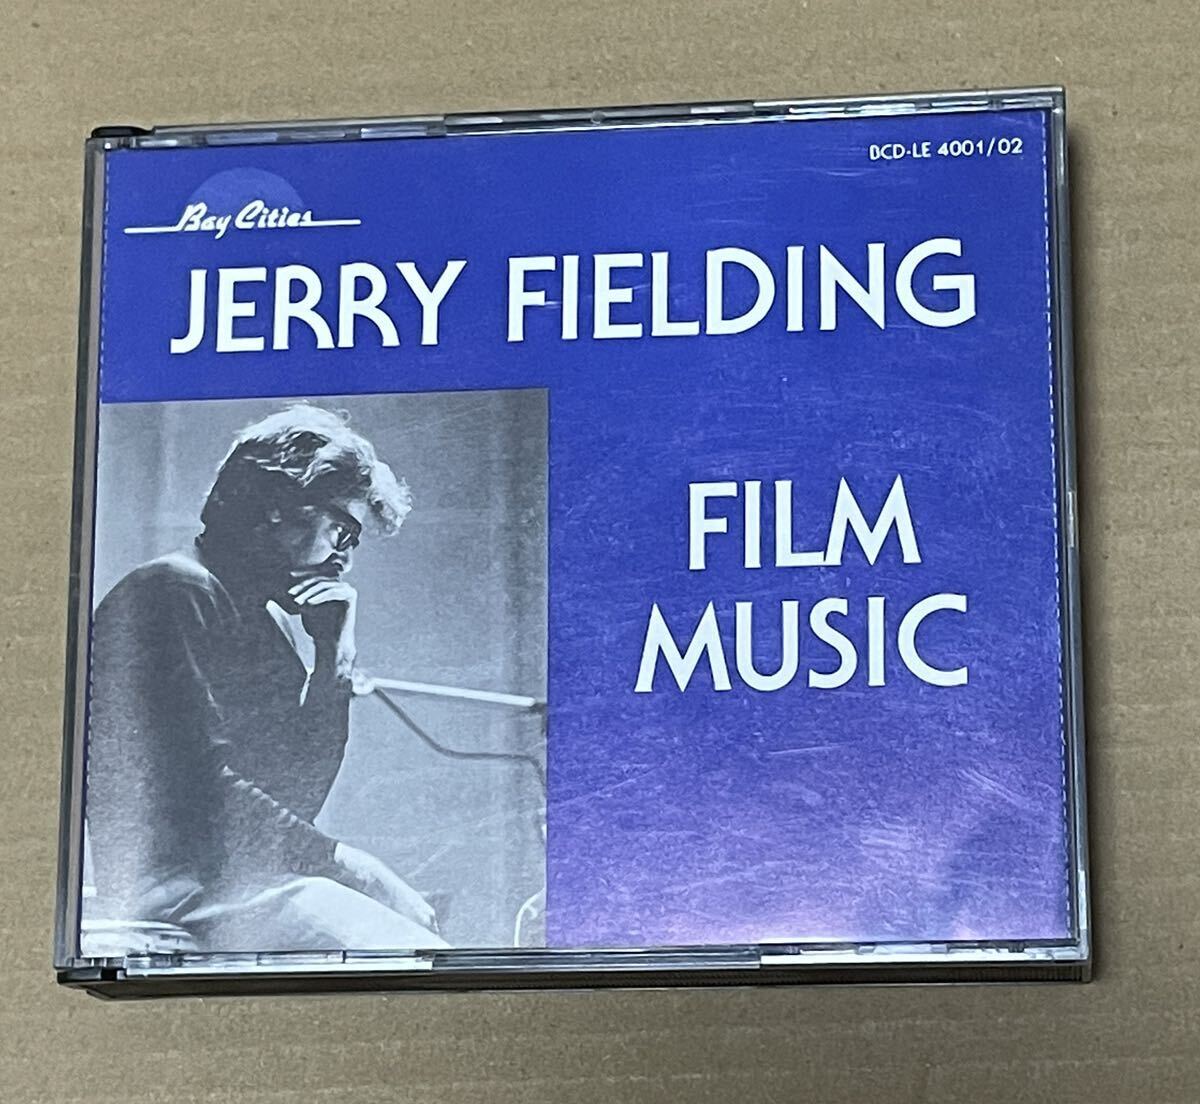 BCD-LE 4001/02
Bay Cities
JERRY FIELDING
FILM
MUSIC